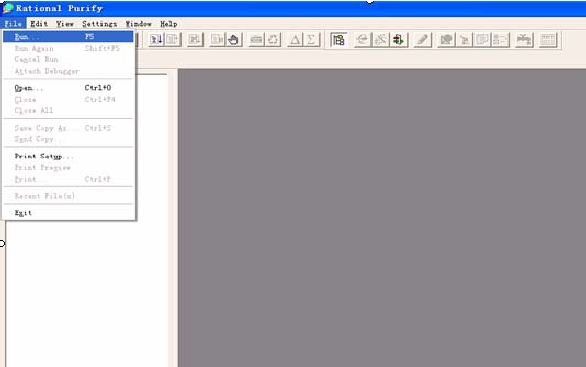 Rational Purify
File Edit View Settings Window Help
Run... F5
Run Again Shift+F5
Cancel Run
Attach Debugger
Open... Ctrl+O
Close Ctrl+F4
Close All
Save Copy As... Ctrl+S
Send Copy...
Print Setup...
Print Preview
Print... Ctrl+P
Recent File(s)
Exit